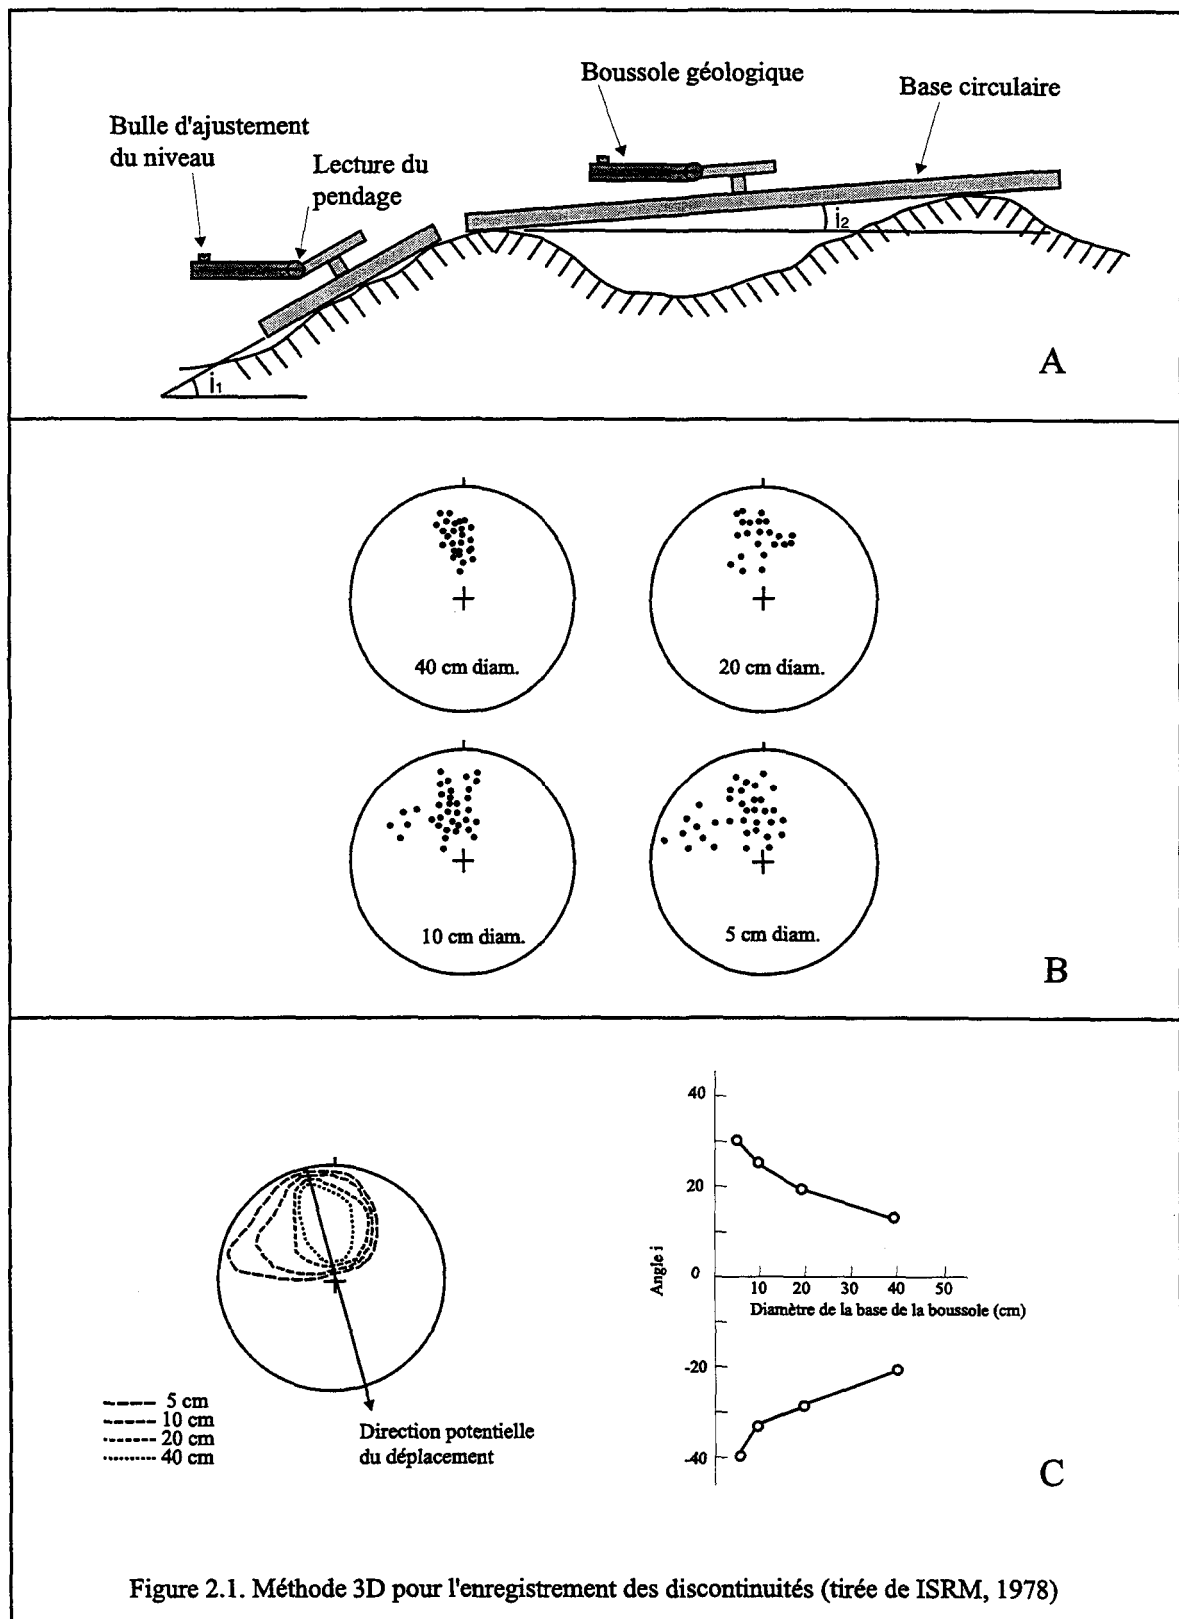 Boussole géologique
Base circulaire
Bulle d'ajustement
du niveau
Lecture du
pendage
i2
i1
A
40 cm diam.
20 cm diam.
10 cm diam.
5 cm diam.
B
40
20
0
-20
-40
Angle i
10 20 30 40 50
Diamètre de la base de la boussole (cm)
5 cm
10 cm
20 cm
40 cm
Direction potentielle
du déplacement
C
Figure 2.1. Méthode 3D pour l'enregistrement des discontinuités (tirée de ISRM, 1978)